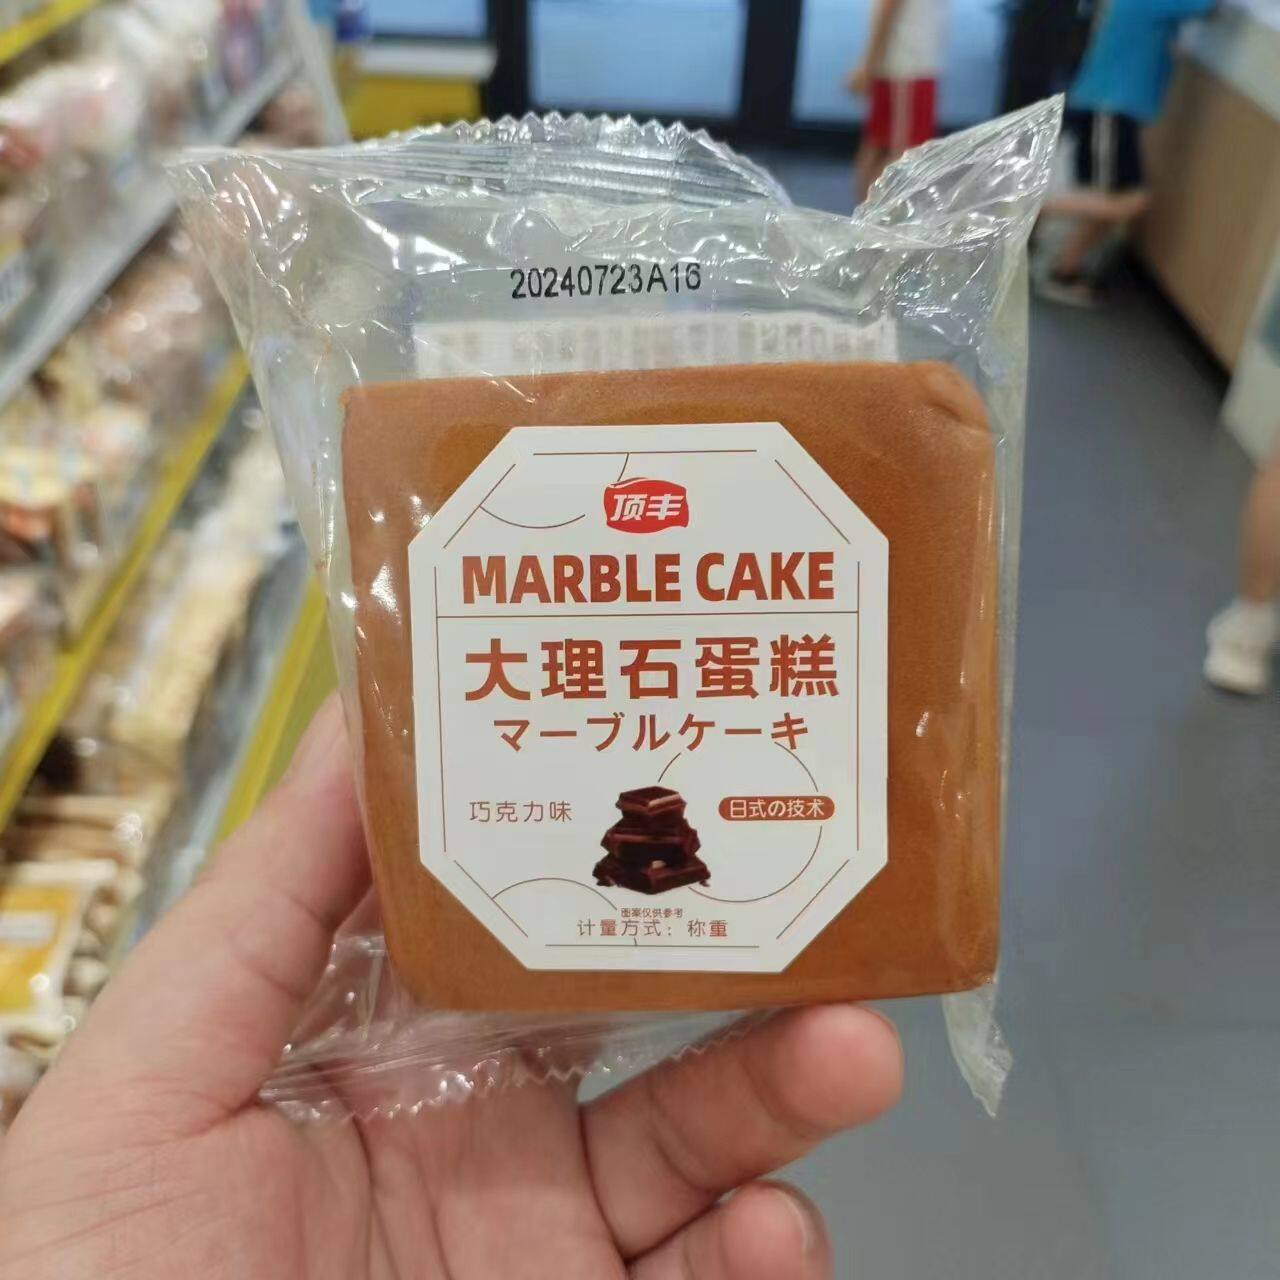 20240723A16
顶丰
MARBLE CAKE
大理石蛋糕
マーブルケーキ
巧克力味
日式の技术
图案仅供参考
计量方式：称重